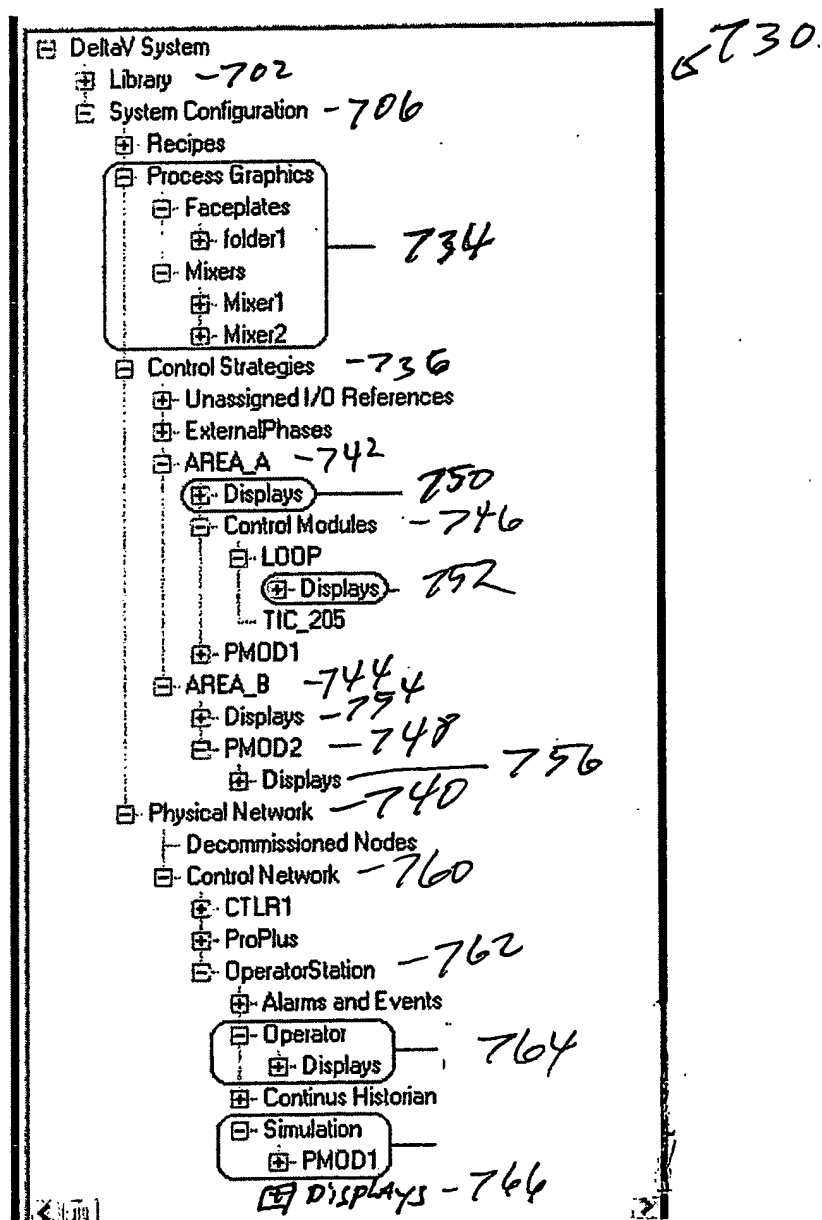 730
DeltaV System
Library - 702
System Configuration - 706
Recipes
Process Graphics
Faceplates
folder1
734
Mixers
Mixer1
Mixer2
Control Strategies - 736
Unassigned I/O References
ExternalPhases
AREA_A - 742
Displays 750
Control Modules - 746
LOOP
Displays 752
TIC_205
PMOD1
AREA_B - 744
Displays - 754
PMOD2 - 748
Displays 756
Physical Network - 740
Decommissioned Nodes
Control Network - 760
CTLR1
ProPlus
OperatorStation - 762
Alarms and Events
Operator
Displays 764
Continus Historian
Simulation
PMOD1
DISPLAYS - 766